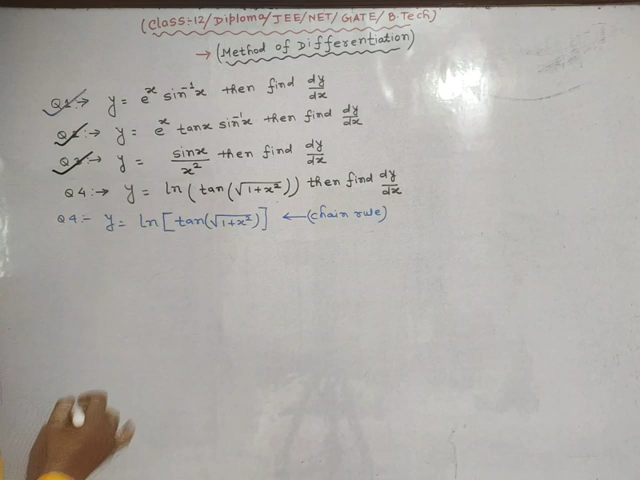 (Class:-12/Diploma/JEE/NET/GATE/B.Tech)
→ (Method of Differentiation)
Q1:→ y = eˣ sin⁻¹x then find dy/dx
Q2:→ y = eˣ tanx sin⁻¹x then find dy/dx
Q3:→ y = sinx/x² then find dy/dx
Q4:→ y = ln(tan(√1+x²)) then find dy/dx
Q4:- y = ln[tan(√1+x²)] ←(chain rule)